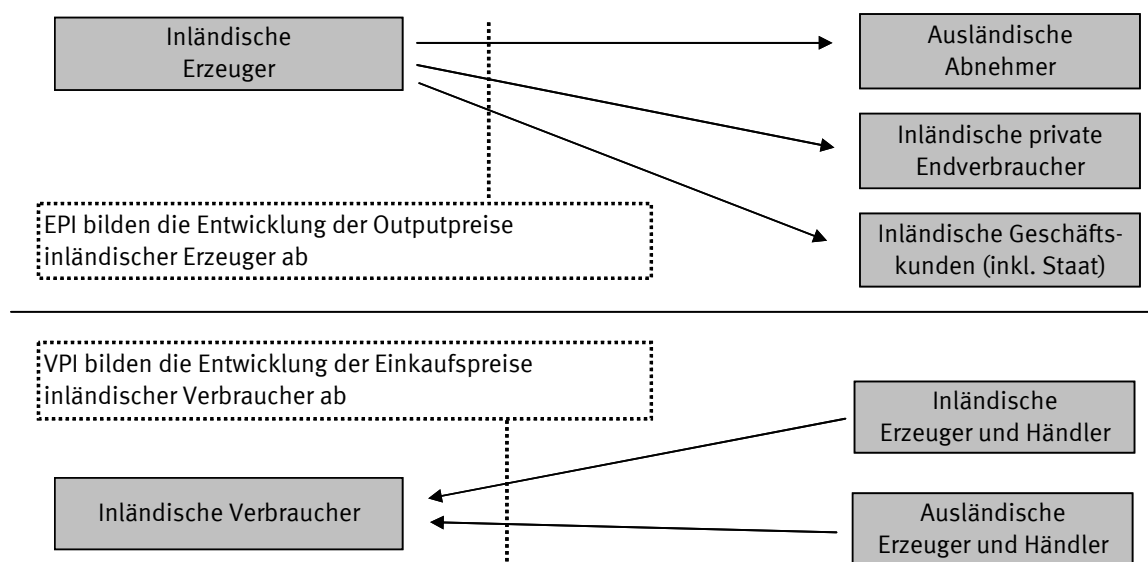 Inländische
Erzeuger
Ausländische
Abnehmer
Inländische private
Endverbraucher
Inländische Geschäfts-
kunden (inkl. Staat)
EPI bilden die Entwicklung der Outputpreise
inländischer Erzeuger ab
VPI bilden die Entwicklung der Einkaufspreise
inländischer Verbraucher ab
Inländische
Erzeuger und Händler
Inländische Verbraucher
Ausländische
Erzeuger und Händler